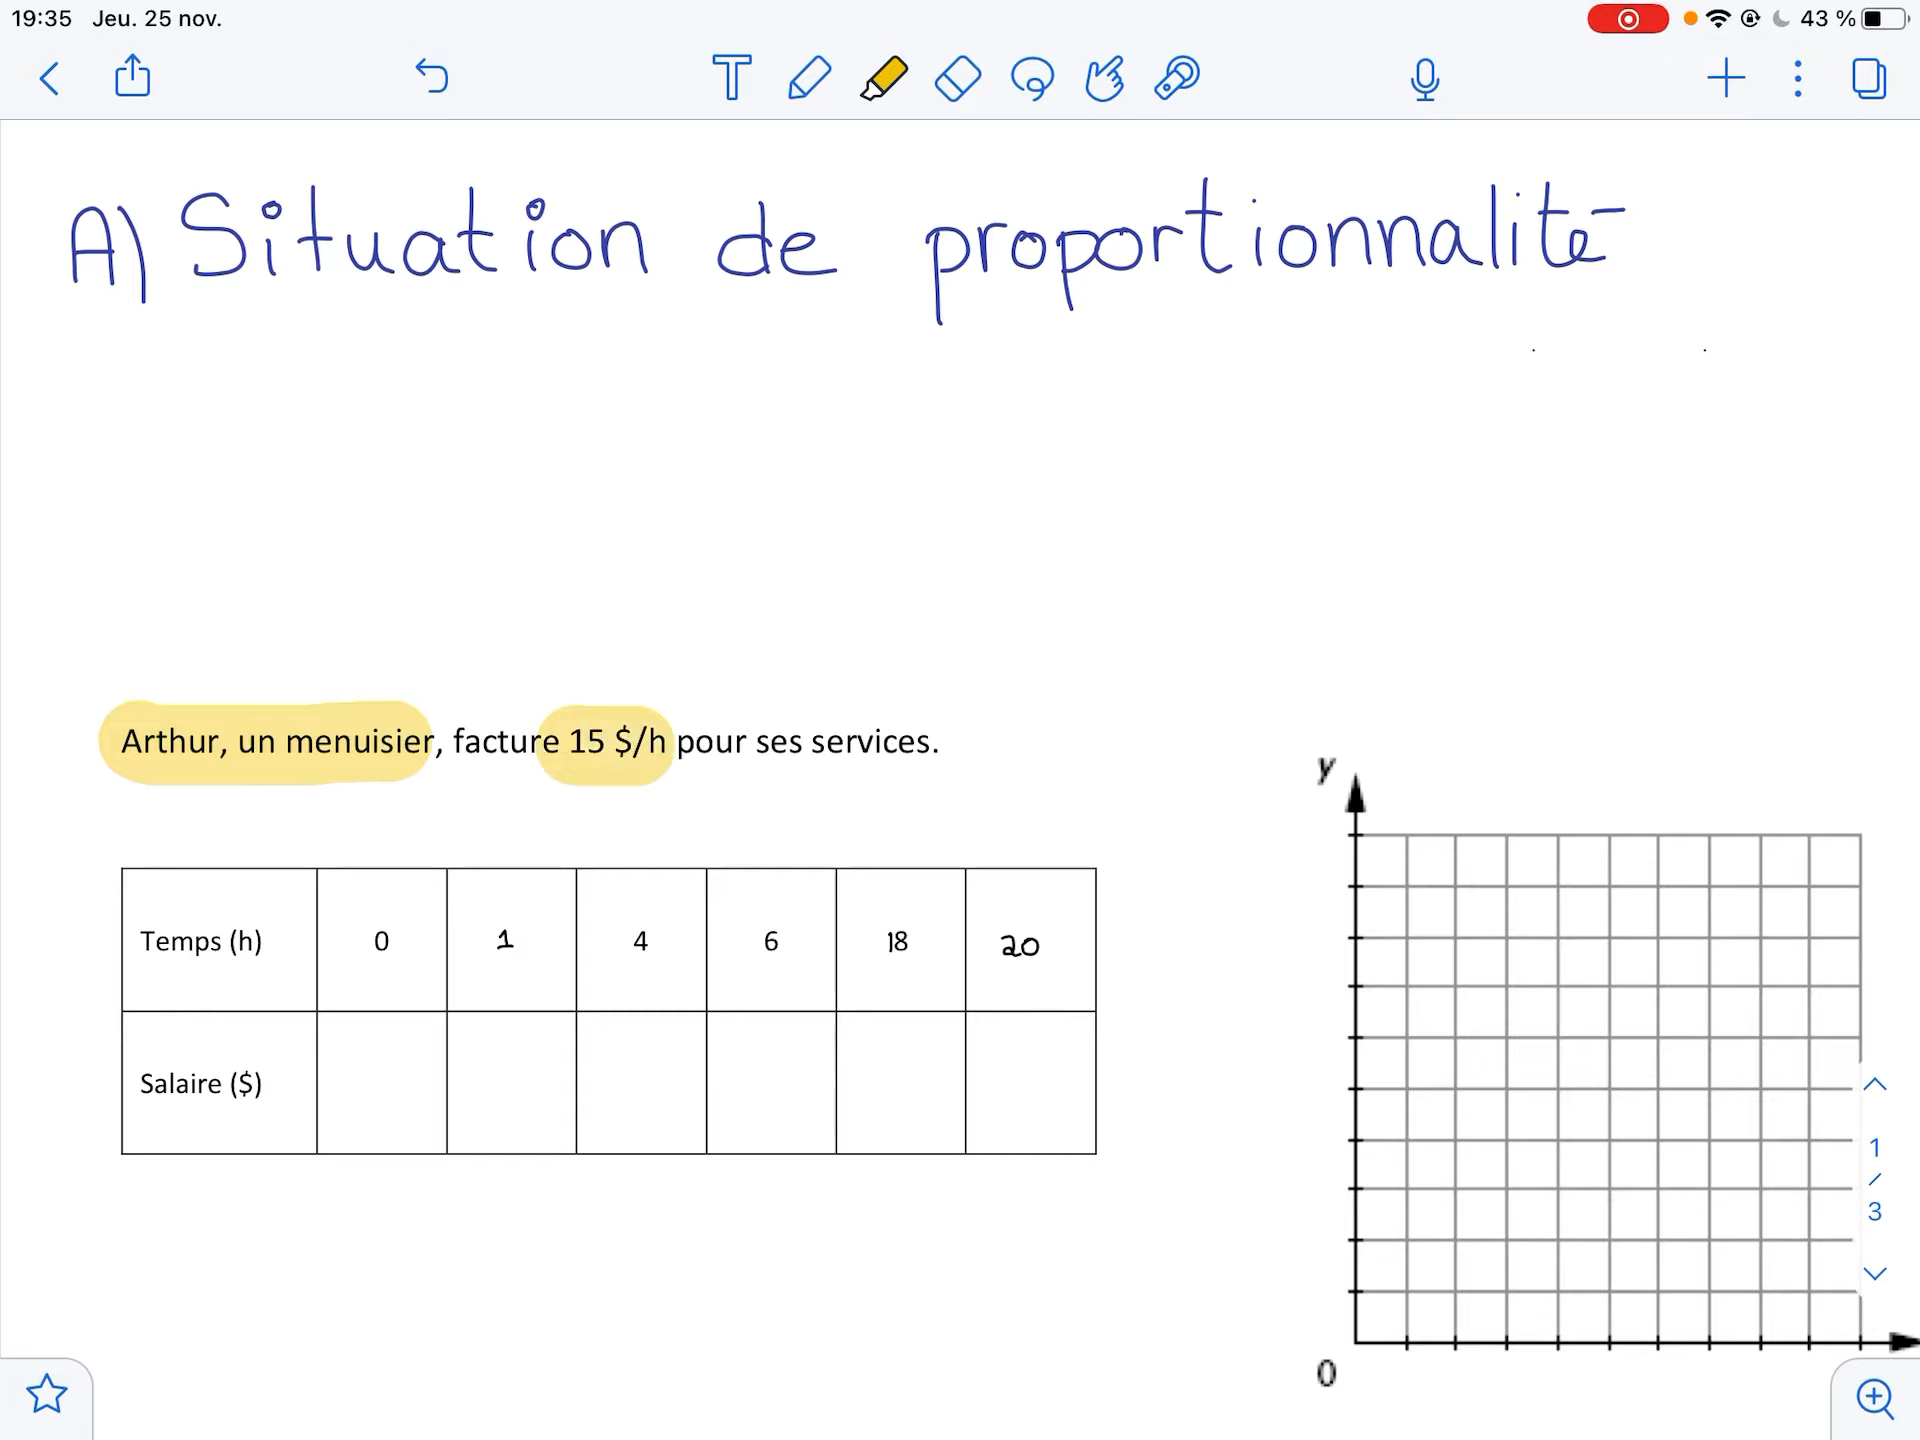 19:35 Jeu. 25 nov. 43 %
T
A) Situation de proportionnalité
Arthur, un menuisier, facture 15 $/h pour ses services.
y
Temps (h) 0 1 4 6 18 20
Salaire ($)
1
/
3
0